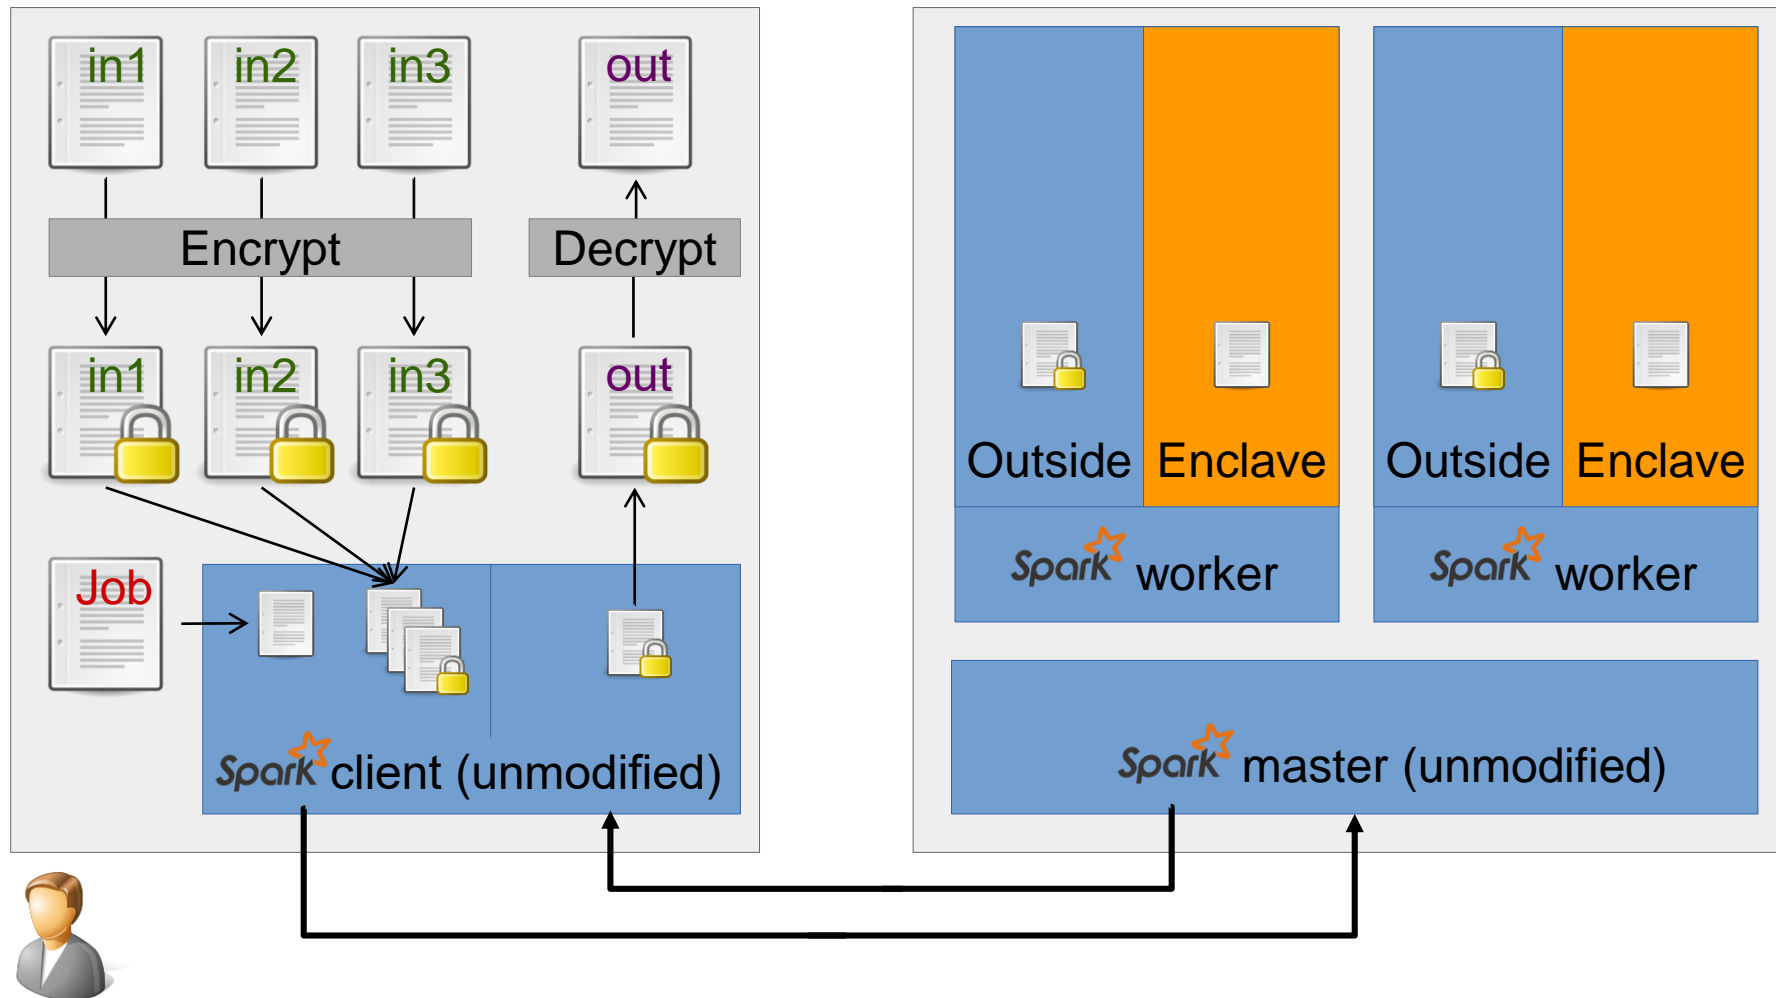 in1 in2 in3 out
Encrypt Decrypt
in1 in2 in3 out
Job
Spark client (unmodified)
Outside Enclave Outside Enclave
Spark worker Spark worker
Spark master (unmodified)